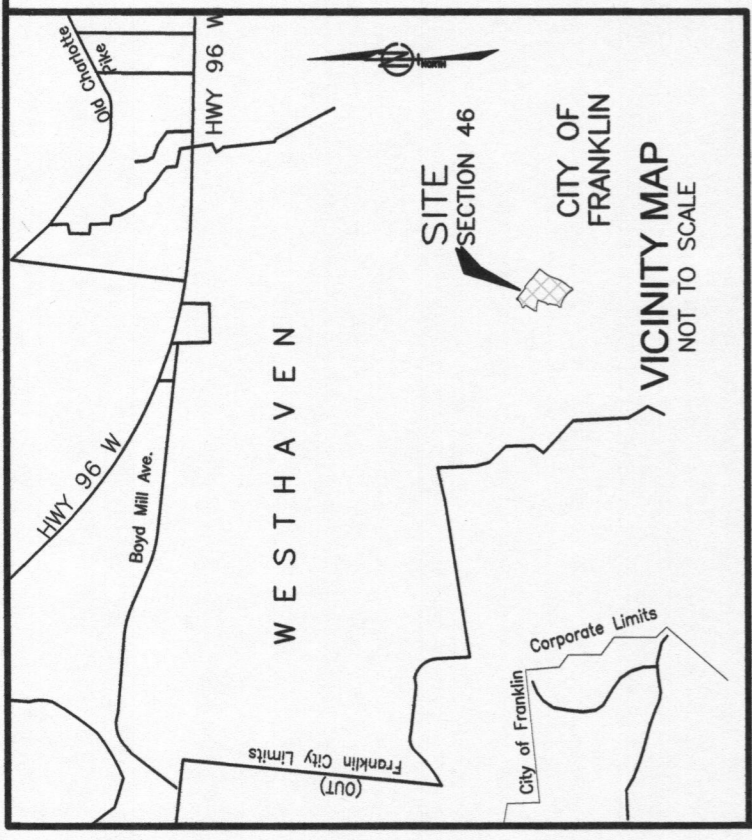 Old Charlotte
Pike
HWY 96 W
NORTH
SITE
SECTION 46
CITY OF
FRANKLIN
VICINITY MAP
NOT TO SCALE
HWY 96 W
Boyd Mill Ave.
WESTHAVEN
Franklin City Limits
(OUT)
City of Franklin
Corporate Limits